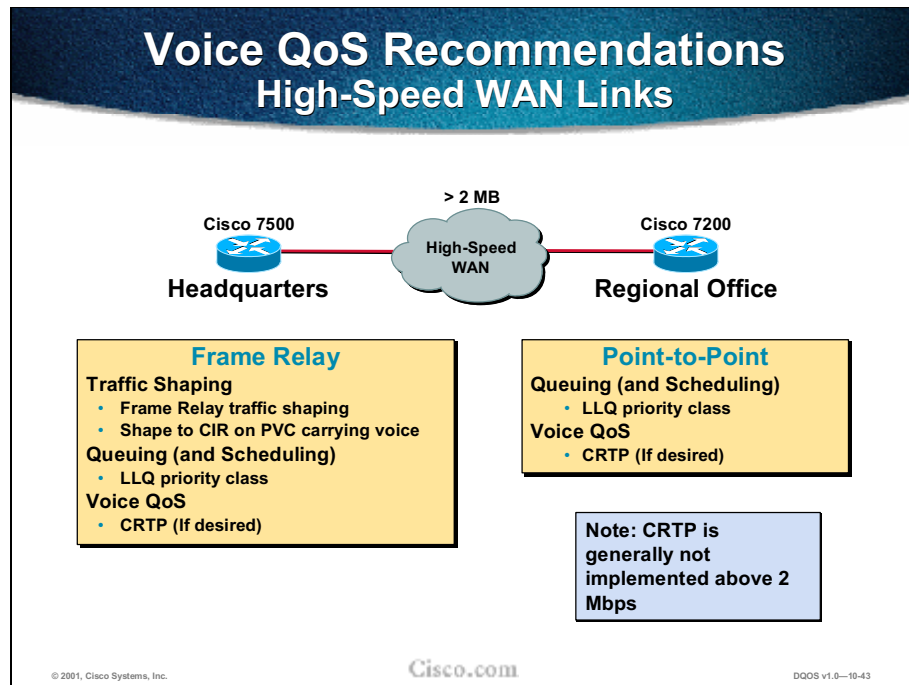 Voice QoS Recommendations
High-Speed WAN Links
> 2 MB
Cisco 7500
High-Speed
WAN
Cisco 7200
Headquarters
Regional Office
Frame Relay
Traffic Shaping
• Frame Relay traffic shaping
• Shape to CIR on PVC carrying voice
Queuing (and Scheduling)
• LLQ priority class
Voice QoS
• CRTP (If desired)
Point-to-Point
Queuing (and Scheduling)
• LLQ priority class
Voice QoS
• CRTP (If desired)
Note: CRTP is
generally not
implemented above 2
Mbps
© 2001, Cisco Systems, Inc.
Cisco.com
DQOS v1.0—10-43